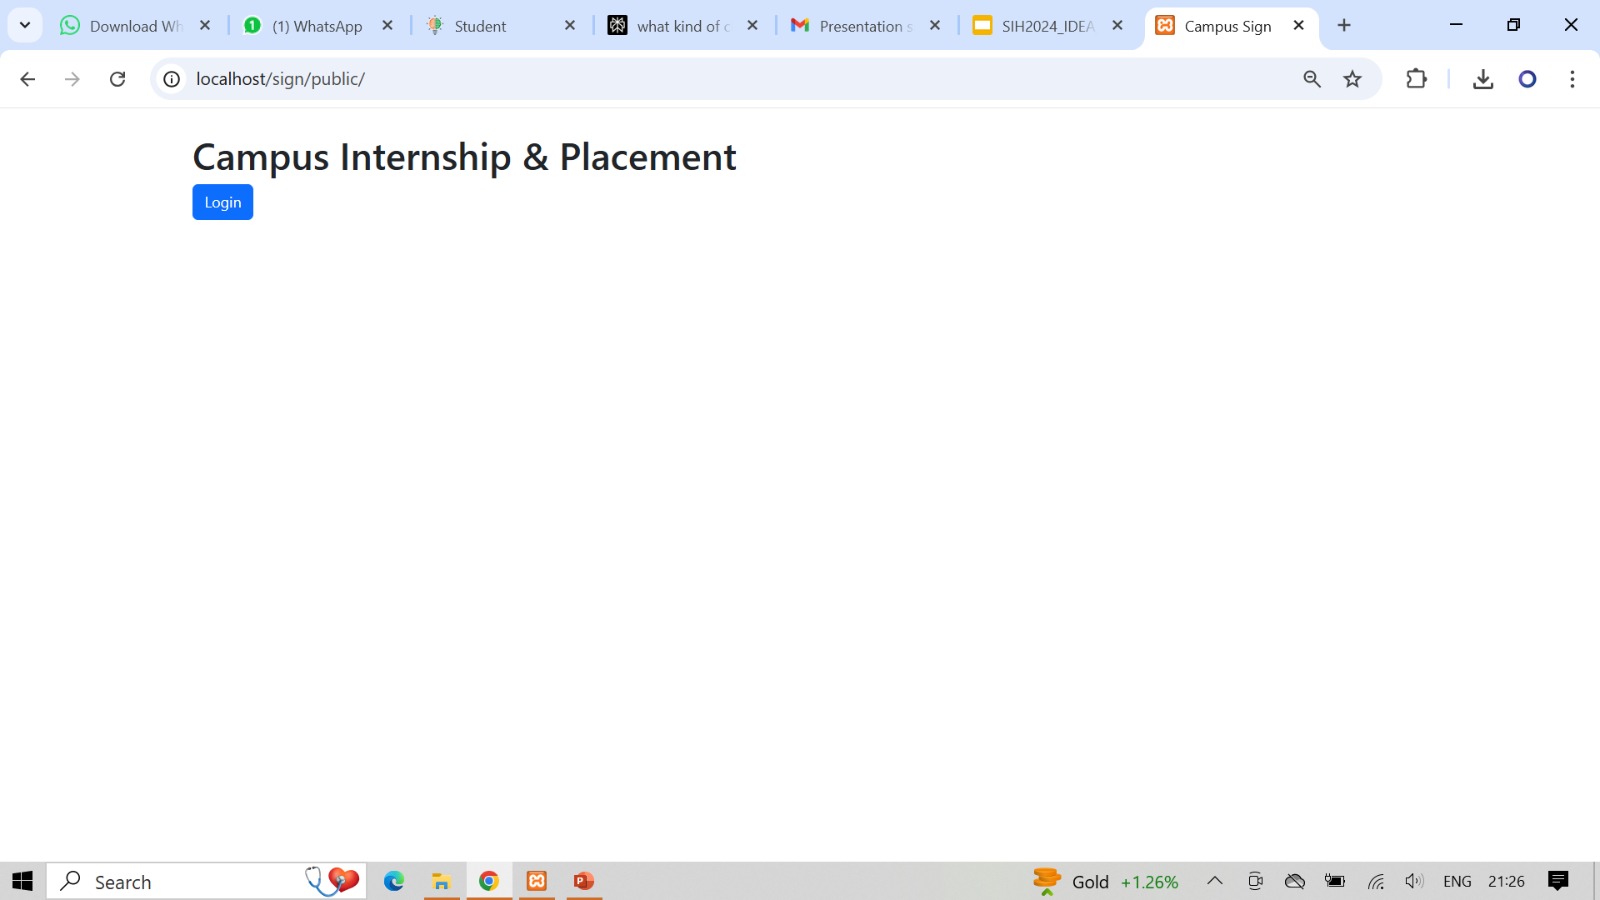 Download Wh
(1) WhatsApp
Student
what kind of c
Presentation s
SIH2024_IDEA
Campus Sign
localhost/sign/public/
Campus Internship & Placement
Login
Search
Gold +1.26%
ENG
21:26